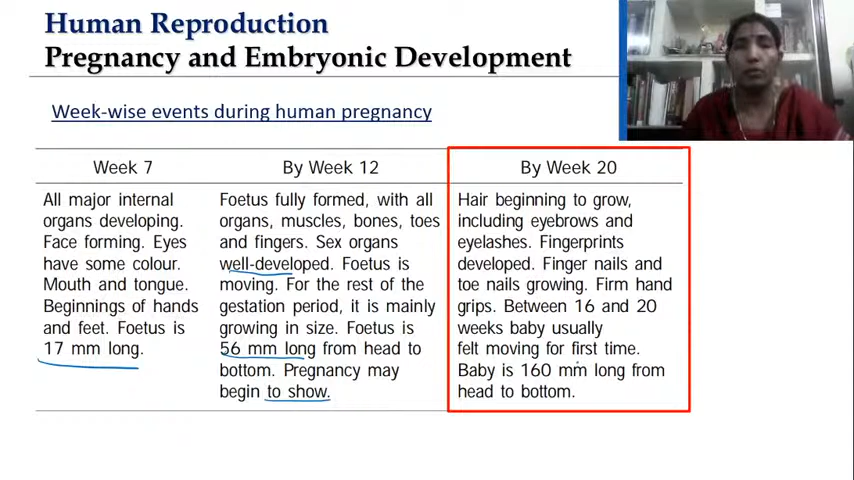 Human Reproduction
Pregnancy and Embryonic Development
Week-wise events during human pregnancy
Week 7
All major internal
organs developing.
Face forming. Eyes
have some colour.
Mouth and tongue.
Beginnings of hands
and feet. Foetus is
17 mm long.
By Week 12
Foetus fully formed, with all
organs, muscles, bones, toes
and fingers. Sex organs
well-developed. Foetus is
moving. For the rest of the
gestation period, it is mainly
growing in size. Foetus is
56 mm long from head to
bottom. Pregnancy may
begin to show.
By Week 20
Hair beginning to grow,
including eyebrows and
eyelashes. Fingerprints
developed. Finger nails and
toe nails growing. Firm hand
grips. Between 16 and 20
weeks baby usually
felt moving for first time.
Baby is 160 mm long from
head to bottom.